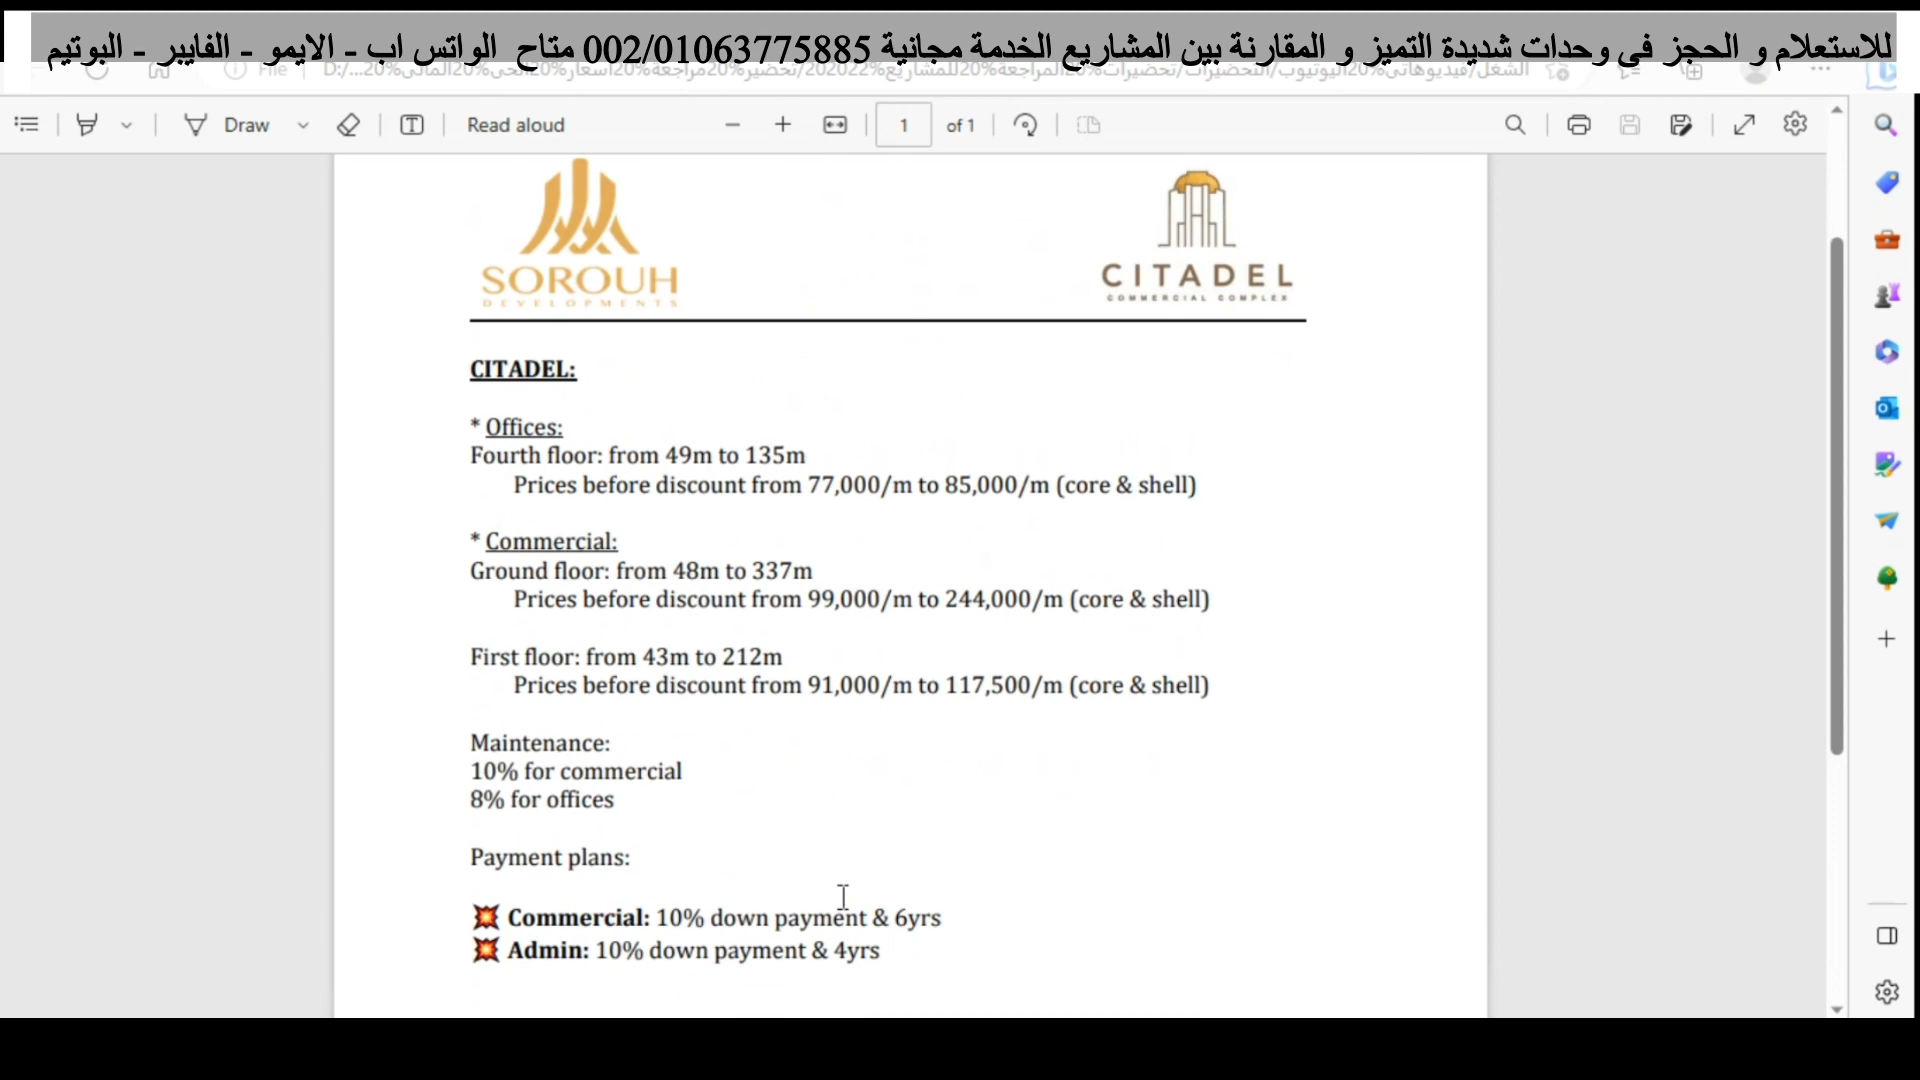 للاستعلام و الحجز فى وحدات شديدة التميز و المقارنة بين المشاريع الخدمة مجانية 002/01063775885 متاح الواتس اب - الايمو - الفايبر - البوتيم
File
Draw
Read aloud
1 of 1
SOROUH
DEVELOPMENTS
CITADEL
COMMERCIAL COMPLEX
CITADEL:
* Offices:
Fourth floor: from 49m to 135m
Prices before discount from 77,000/m to 85,000/m (core & shell)
* Commercial:
Ground floor: from 48m to 337m
Prices before discount from 99,000/m to 244,000/m (core & shell)
First floor: from 43m to 212m
Prices before discount from 91,000/m to 117,500/m (core & shell)
Maintenance:
10% for commercial
8% for offices
Payment plans:
💥 Commercial: 10% down payment & 6yrs
💥 Admin: 10% down payment & 4yrs